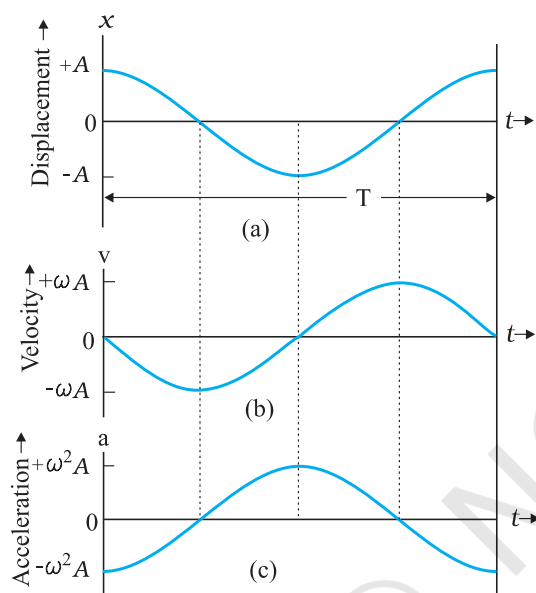 x
Displacement →
+A
0
t→
-A
T
(a)
v
Velocity →
+ωA
0
t→
-ωA
(b)
a
Acceleration →
+ω²A
0
t→
-ω²A
(c)
© N